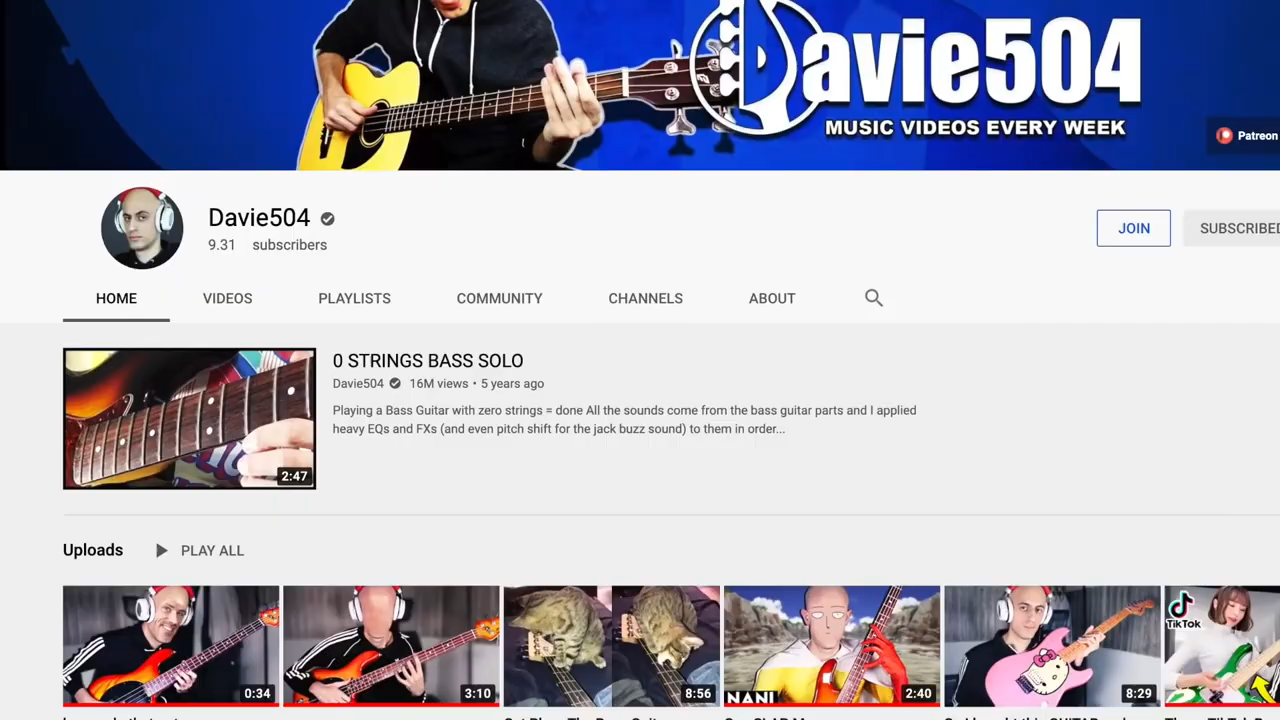 Davie504
MUSIC VIDEOS EVERY WEEK
Patreon
Davie504
9.31 subscribers
JOIN
SUBSCRIBED
HOME VIDEOS PLAYLISTS COMMUNITY CHANNELS ABOUT
0 STRINGS BASS SOLO
Davie504 16M views • 5 years ago
Playing a Bass Guitar with zero strings = done All the sounds come from the bass guitar parts and I applied
heavy EQs and FXs (and even pitch shift for the jack buzz sound) to them in order...
2:47
Uploads PLAY ALL
TikTok
NANI
0:34 3:10 8:56 2:40 8:29